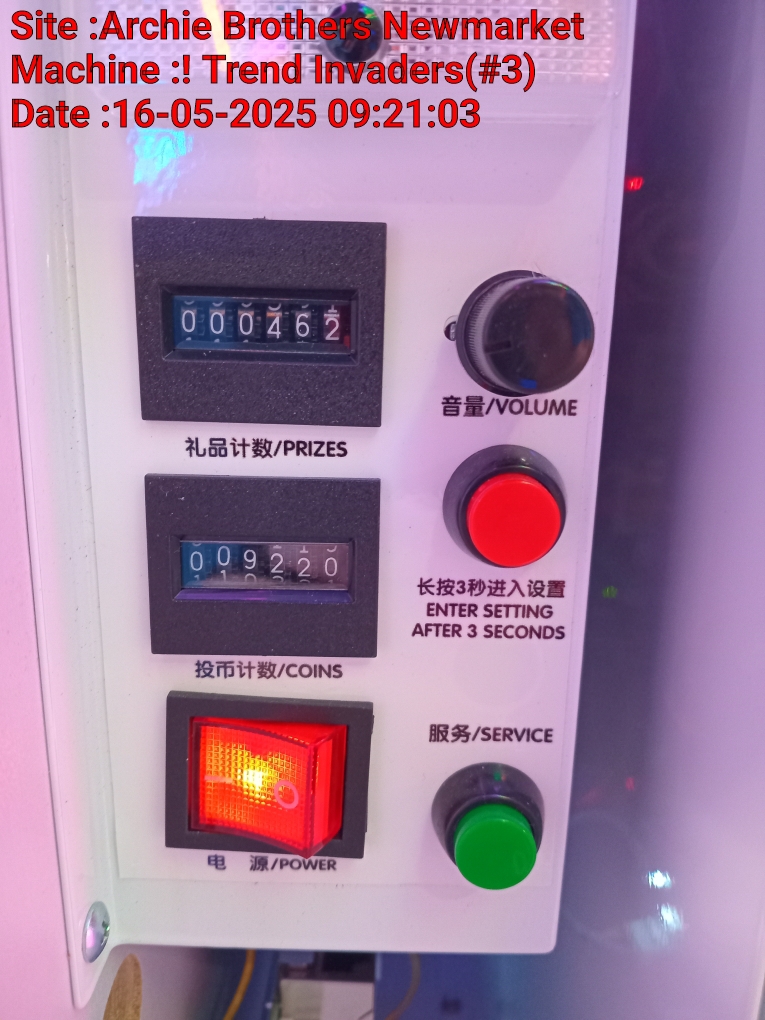 Site :Archie Brothers Newmarket
Machine :! Trend Invaders(#3)
Date :16-05-2025 09:21:03
000462
音量/VOLUME
礼品计数/PRIZES
009220
长按3秒进入设置
ENTER SETTING
AFTER 3 SECONDS
投币计数/COINS
服务/SERVICE
电 源/POWER